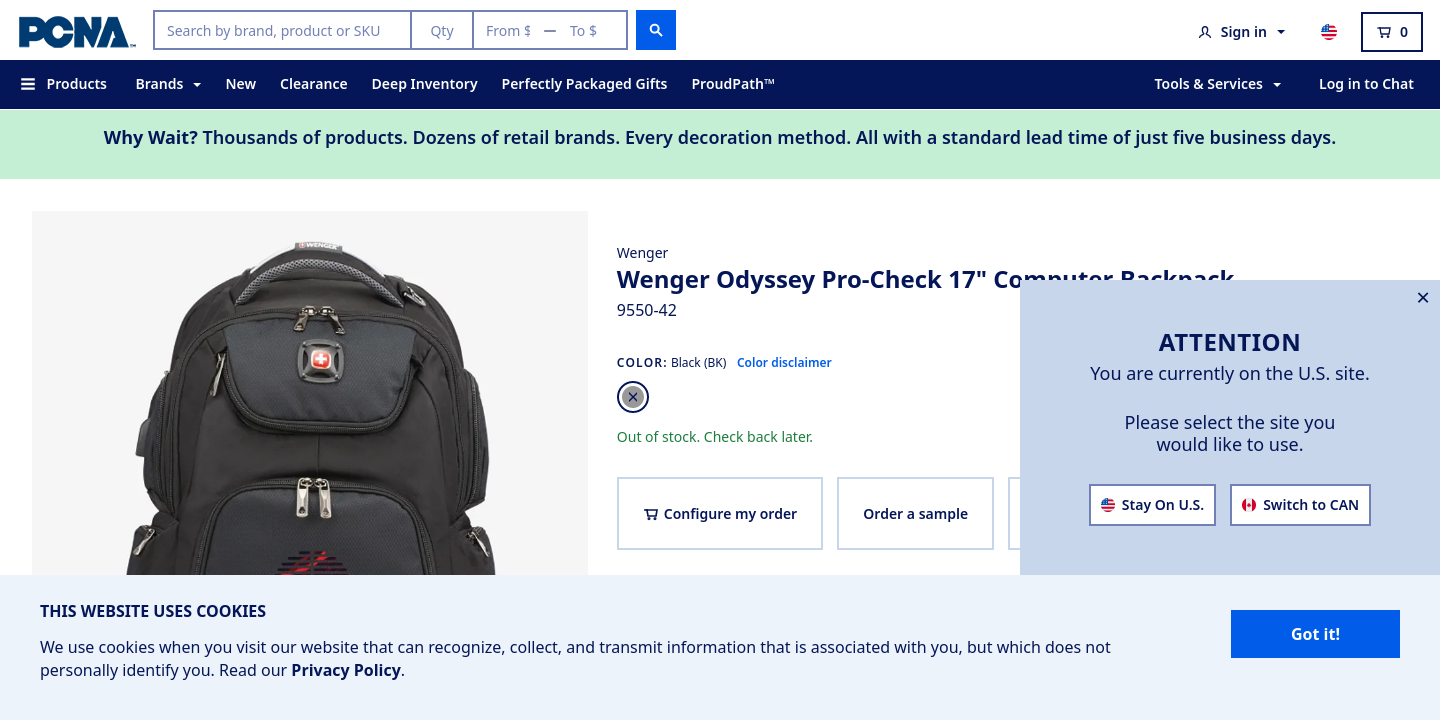 PCNA
Search by brand, product or SKU
Qty
From $ — To $
Sign in
0
Products
Brands
New
Clearance
Deep Inventory
Perfectly Packaged Gifts
ProudPath™
Tools & Services
Log in to Chat
Why Wait? Thousands of products. Dozens of retail brands. Every decoration method. All with a standard lead time of just five business days.
WENGER
Wenger
Wenger Odyssey Pro-Check 17" Computer Backpack
9550-42
COLOR: Black (BK) Color disclaimer
Out of stock. Check back later.
Configure my order
Order a sample
ATTENTION
You are currently on the U.S. site.
Please select the site you
would like to use.
Stay On U.S.
Switch to CAN
THIS WEBSITE USES COOKIES
We use cookies when you visit our website that can recognize, collect, and transmit information that is associated with you, but which does not
personally identify you. Read our Privacy Policy.
Got it!